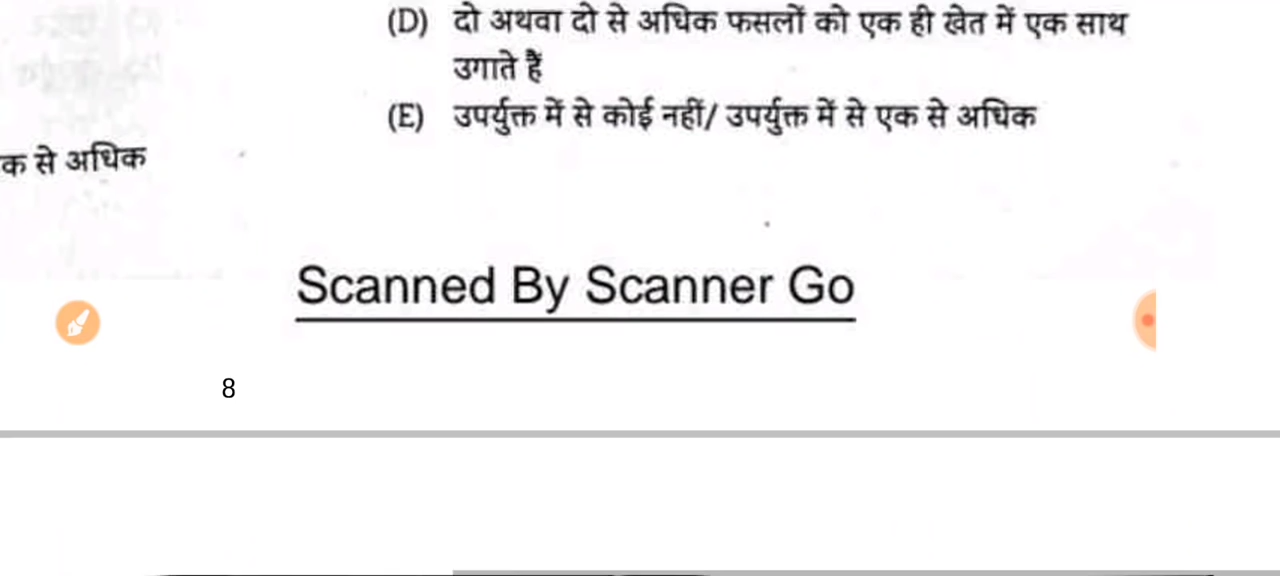 (D) दो अथवा दो से अधिक फसलों को एक ही खेत में एक साथ
उगाते हैं
(E) उपर्युक्त में से कोई नहीं/ उपर्युक्त में से एक से अधिक
क से अधिक
Scanned By Scanner Go
8